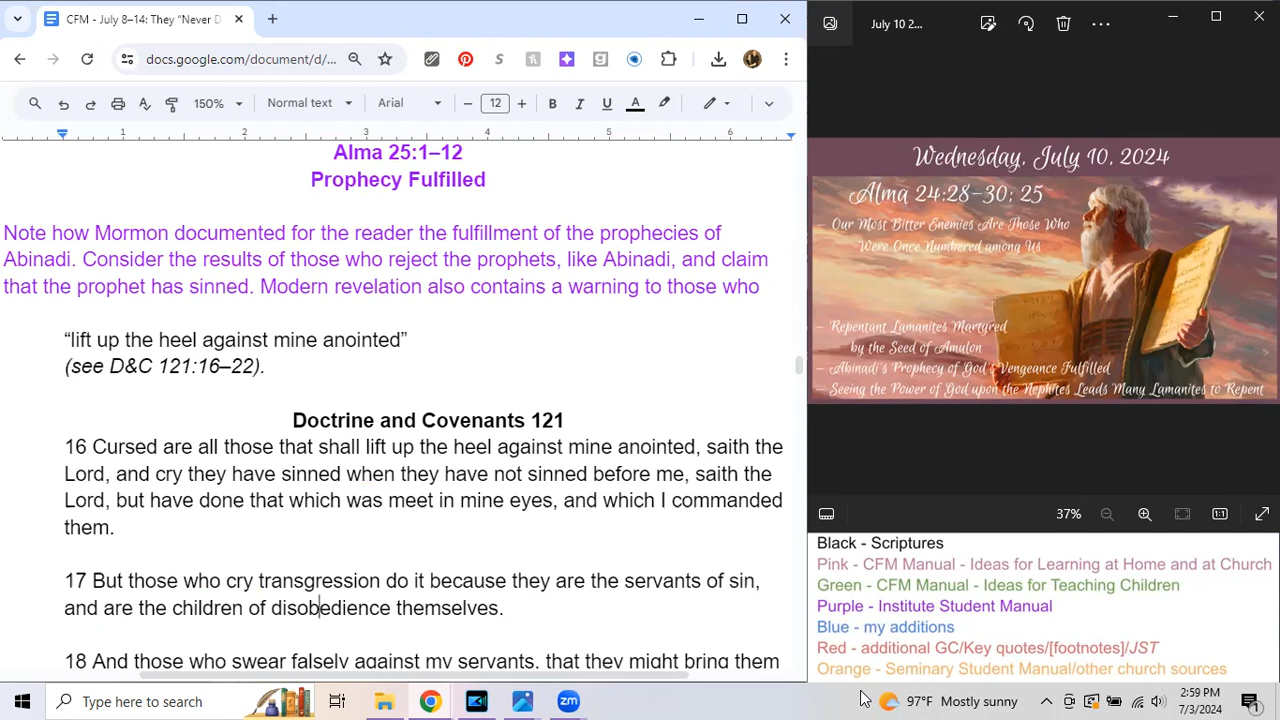 CFM – July 8–14: They “Never D
docs.google.com/document/d/...
150%
Normal text
Arial
12
B
I
U
A
1
2
3
4
5
6
Alma 25:1–12
Prophecy Fulfilled
Note how Mormon documented for the reader the fulfillment of the prophecies of
Abinadi. Consider the results of those who reject the prophets, like Abinadi, and claim
that the prophet has sinned. Modern revelation also contains a warning to those who
“lift up the heel against mine anointed”
(see D&C 121:16–22).
Doctrine and Covenants 121
16 Cursed are all those that shall lift up the heel against mine anointed, saith the
Lord, and cry they have sinned when they have not sinned before me, saith the
Lord, but have done that which was meet in mine eyes, and which I commanded
them.
17 But those who cry transgression do it because they are the servants of sin,
and are the children of disobedience themselves.
18 And those who swear falsely against my servants, that they might bring them
July 10 2...
Wednesday, July 10, 2024
Alma 24:28-30; 25
- Our Most Bitter Enemies Are Those Who
Were Once Numbered among Us
- Repentant Lamanites Martyred
by the Seed of Amulon
- Abinadi's Prophecy of God's Vengeance Fulfilled
- Seeing the Power of God upon the Nephites Leads Many Lamanites to Repent
37%
1:1
Black - Scriptures
Pink - CFM Manual - Ideas for Learning at Home and at Church
Green - CFM Manual - Ideas for Teaching Children
Purple - Institute Student Manual
Blue - my additions
Red - additional GC/Key quotes/[footnotes]/JST
Orange - Seminary Student Manual/other church sources
Type here to search
zm
97°F Mostly sunny
2:59 PM
7/3/2024
1